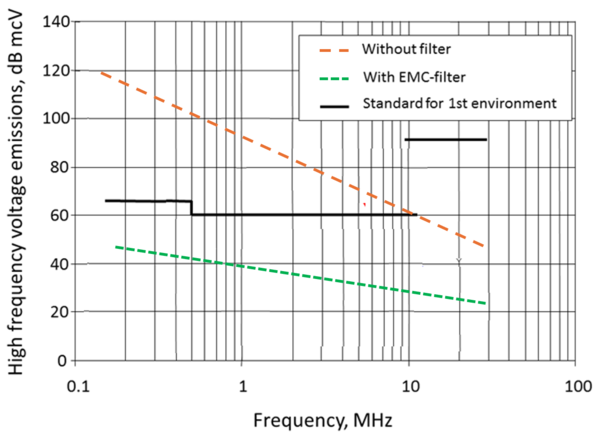 High frequency voltage emissions, dB mcV
140
120
100
80
60
40
20
0
Without filter
With EMC-filter
Standard for 1st environment
0.1
1
10
100
Frequency, MHz